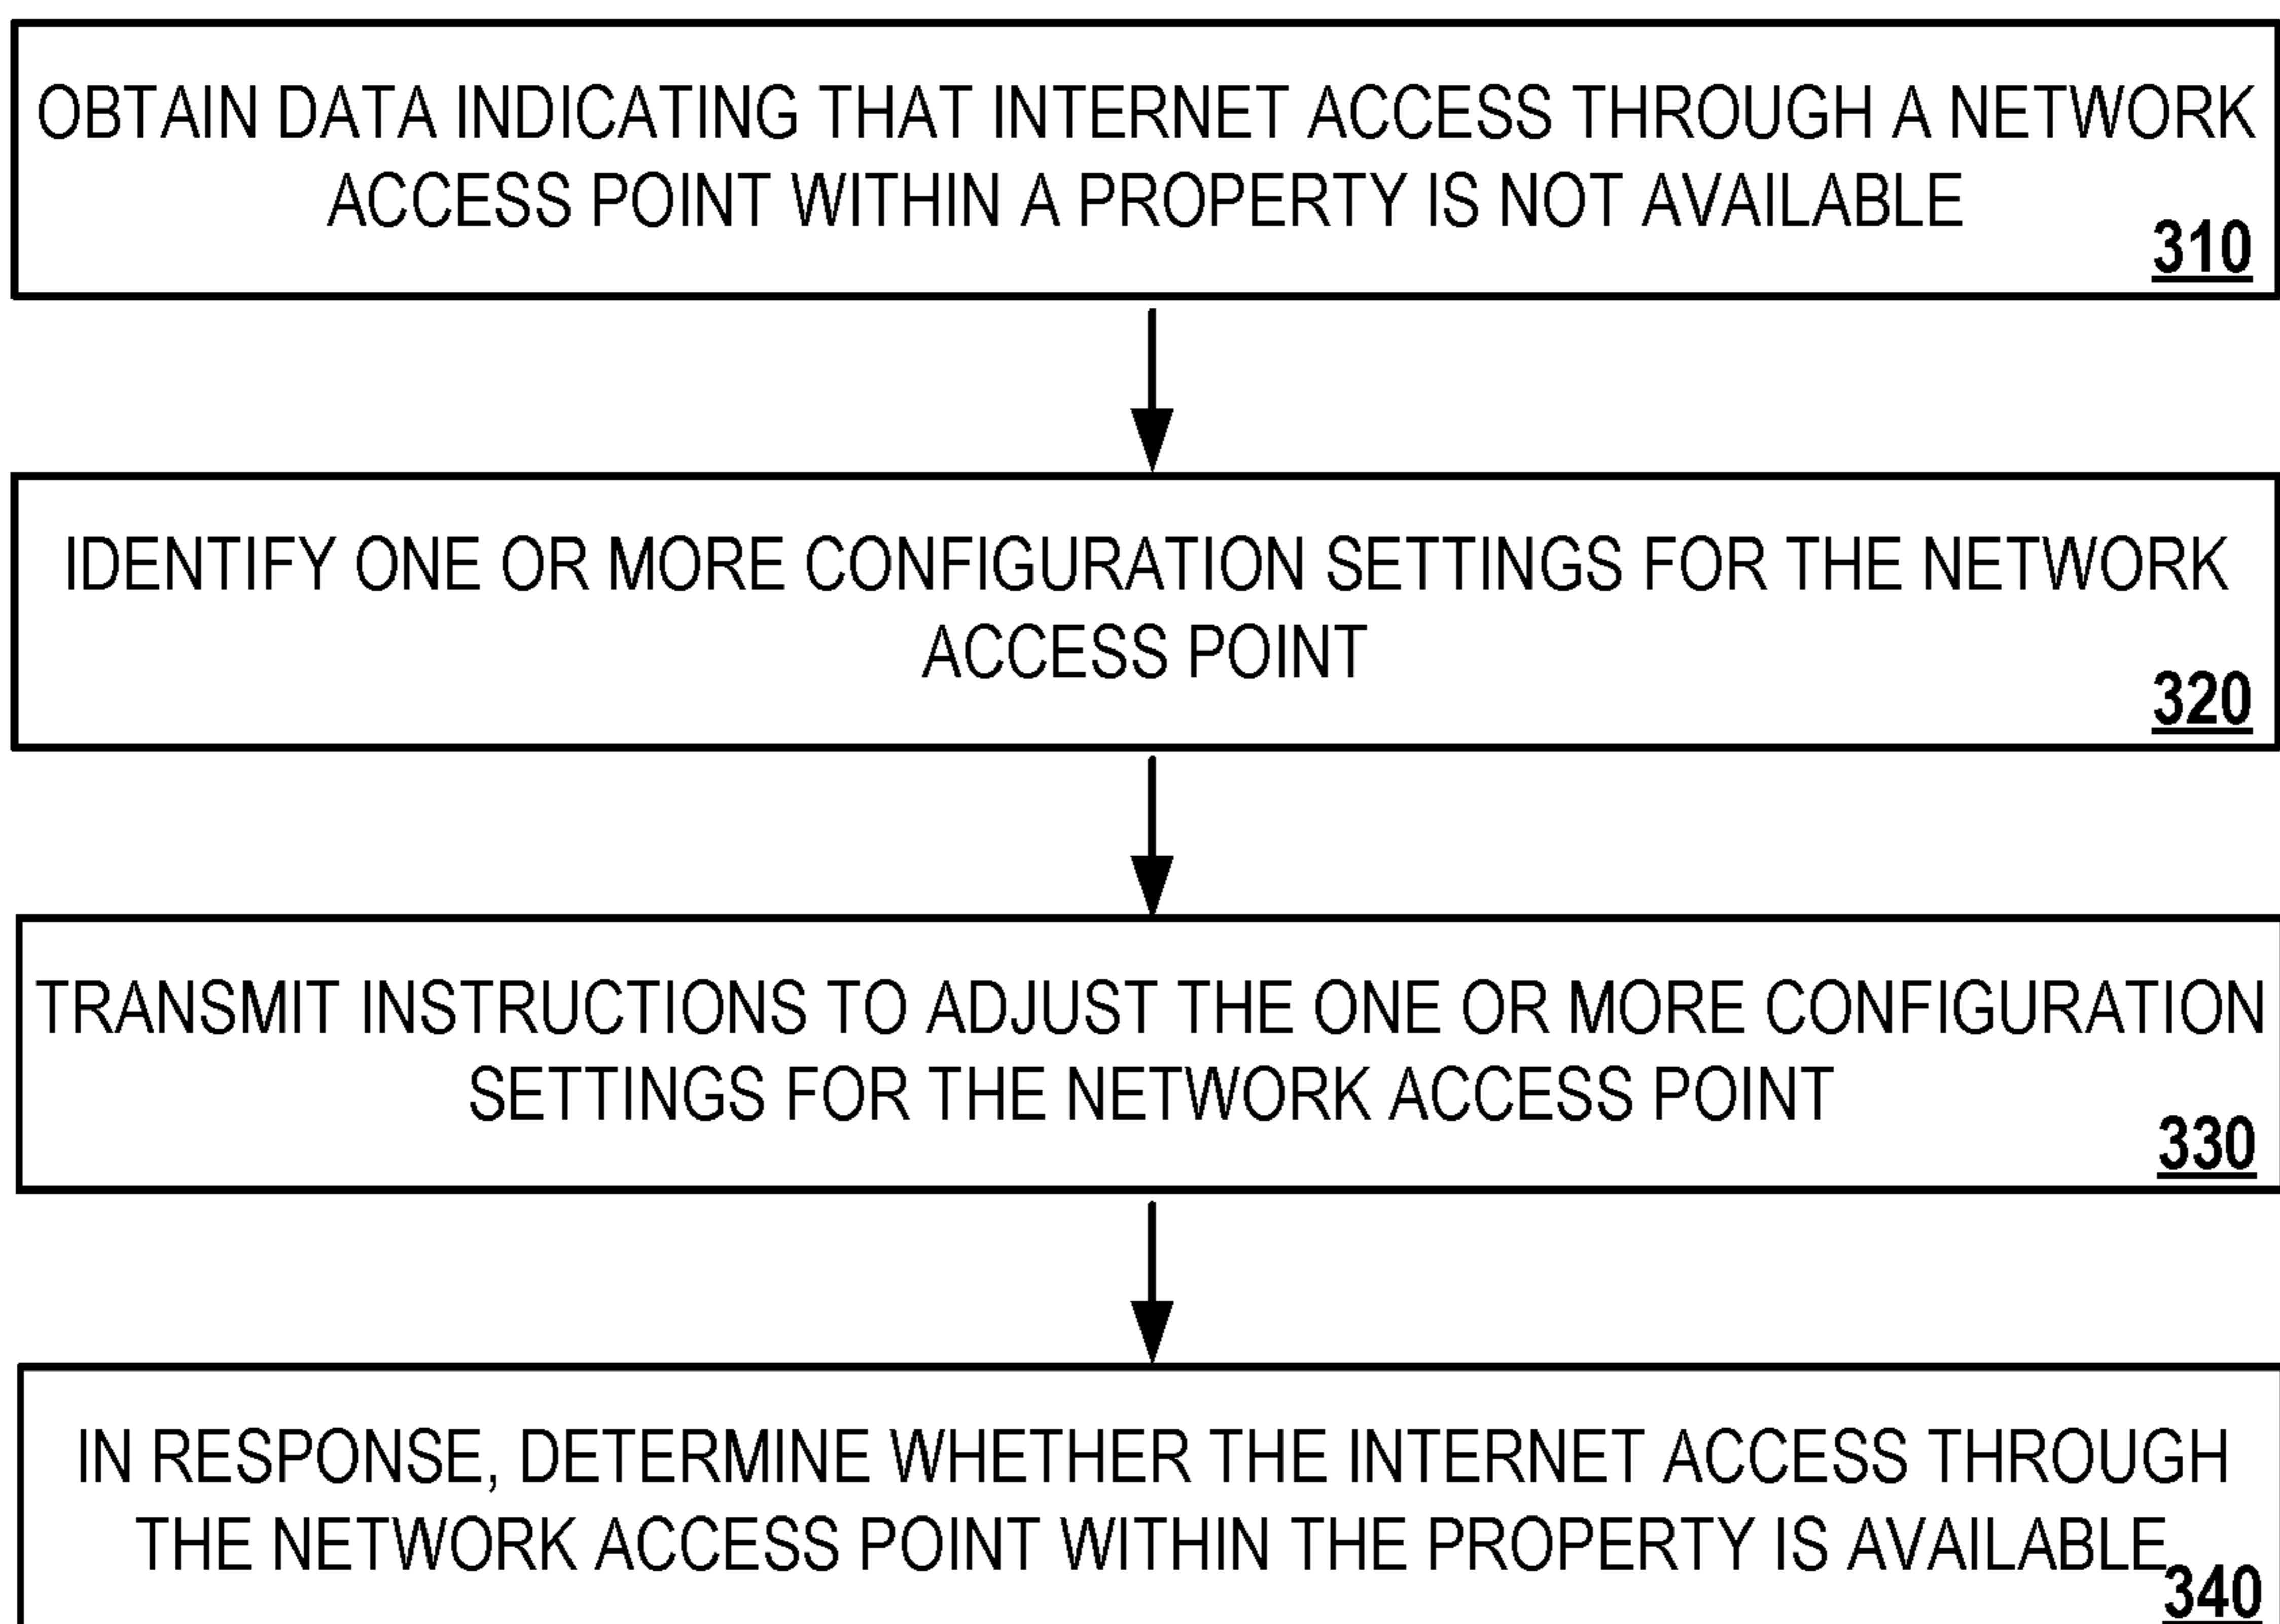 OBTAIN DATA INDICATING THAT INTERNET ACCESS THROUGH A NETWORK
ACCESS POINT WITHIN A PROPERTY IS NOT AVAILABLE
310
IDENTIFY ONE OR MORE CONFIGURATION SETTINGS FOR THE NETWORK
ACCESS POINT
320
TRANSMIT INSTRUCTIONS TO ADJUST THE ONE OR MORE CONFIGURATION
SETTINGS FOR THE NETWORK ACCESS POINT
330
IN RESPONSE, DETERMINE WHETHER THE INTERNET ACCESS THROUGH
THE NETWORK ACCESS POINT WITHIN THE PROPERTY IS AVAILABLE
340